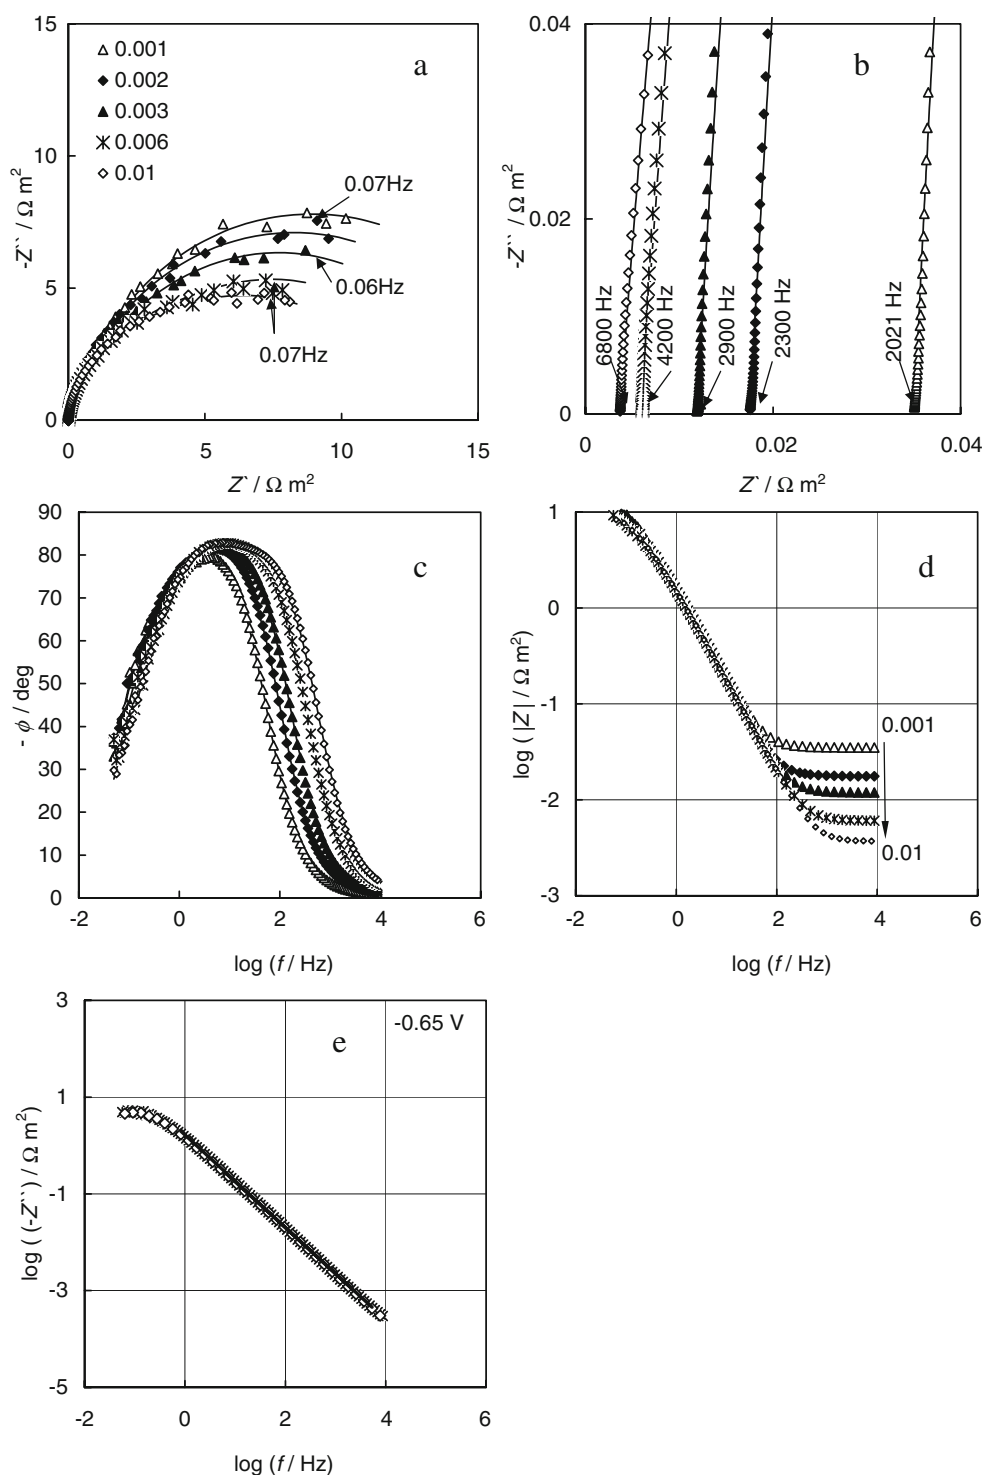 15
10
5
0
-Z`` / Ω m²
△ 0.001
◆ 0.002
▲ 0.003
0.006
◇ 0.01
a
0.07Hz
0.06Hz
0.07Hz
0 5 10 15
Z` / Ω m²
0.04
0.02
0
-Z`` / Ω m²
b
6800 Hz
4200 Hz
2900 Hz
2300 Hz
2021 Hz
0 0.02 0.04
Z` / Ω m²
90
80
70
60
50
40
30
20
10
0
- ϕ / deg
c
-2 0 2 4 6
log (f / Hz)
1
0
-1
-2
-3
log ( |Z| / Ω m²)
d
0.001
0.01
-2 0 2 4 6
log (f / Hz)
3
1
-1
-3
-5
log ( (-Z``) / Ω m²)
e
-0.65 V
-2 0 2 4 6
log (f / Hz)